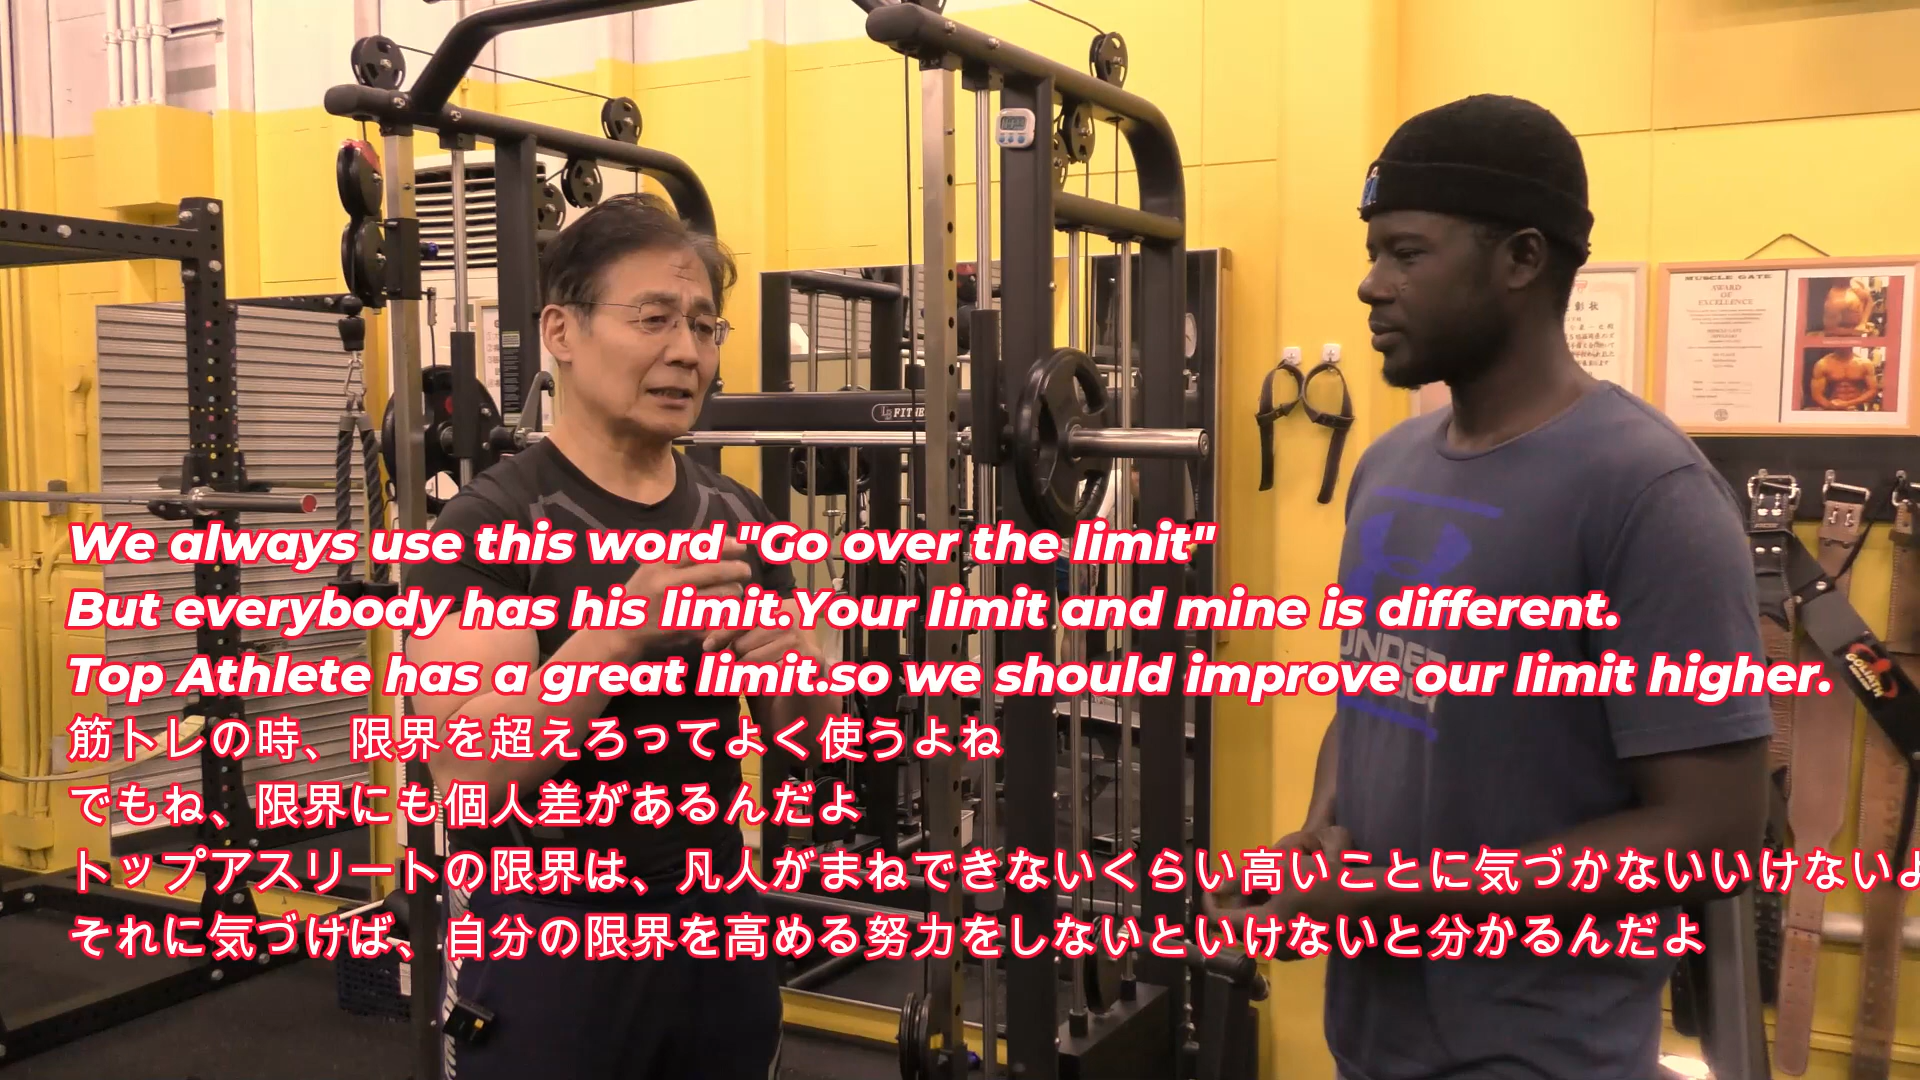 We always use this word "Go over the limit"
But everybody has his limit.Your limit and mine is different.
Top Athlete has a great limit.so we should improve our limit higher.
筋トレの時、限界を超えろってよく使うよね
でもね、限界にも個人差があるんだよ
トップアスリートの限界は、凡人がまねできないくらい高いことに気づかないいけないよ
それに気づけば、自分の限界を高める努力をしないといけないと分かるんだよ
MUSCLE GATE
AWARD
OF
EXCELLENCE
彰状
UNDER
GOLIATH